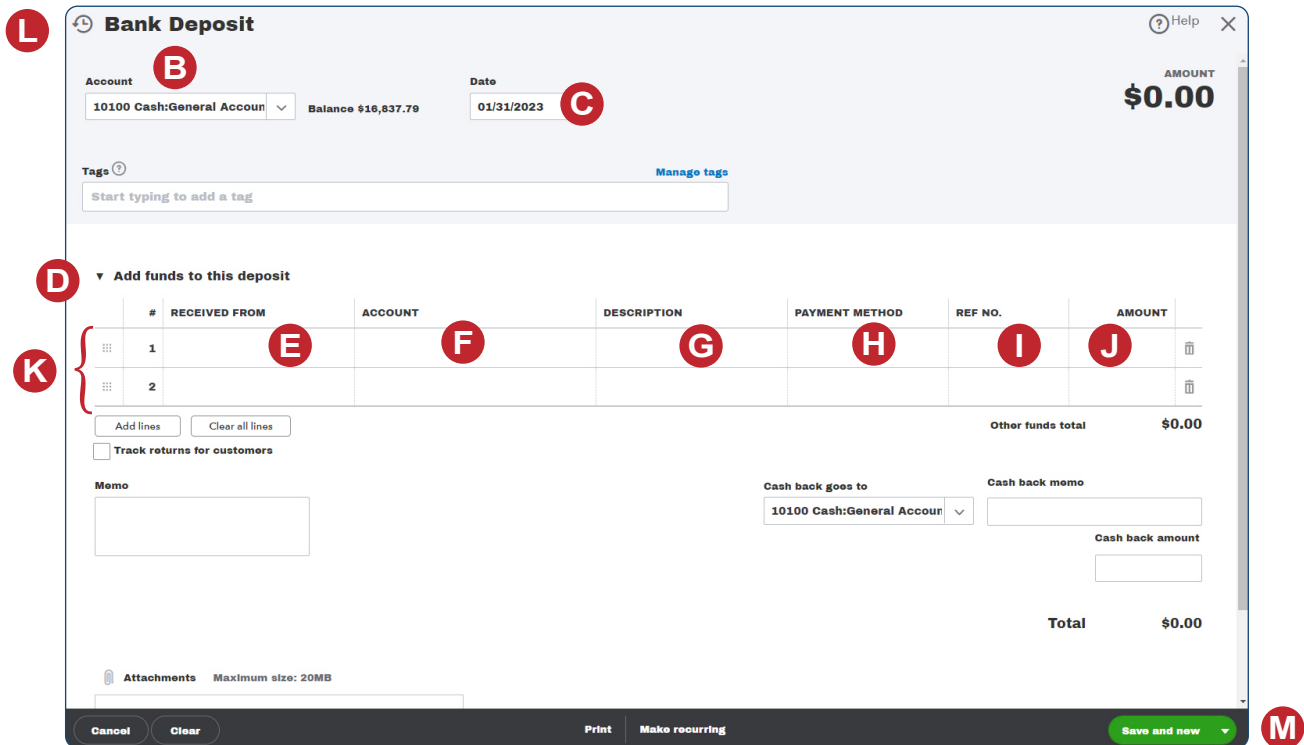 L
Bank Deposit
? Help
B
Account
Date
AMOUNT
10100 Cash:General Accoun
Balance $16,837.79
01/31/2023
C
$0.00
Tags ?
Manage tags
Start typing to add a tag
D
Add funds to this deposit
# RECEIVED FROM ACCOUNT DESCRIPTION PAYMENT METHOD REF NO. AMOUNT
K
1 E F G H I J
2
Add lines
Clear all lines
Other funds total $0.00
Track returns for customers
Memo
Cash back goes to
Cash back memo
10100 Cash:General Accoun
Cash back amount
Total $0.00
Attachments Maximum size: 20MB
Cancel
Clear
Print
Make recurring
Save and new
M